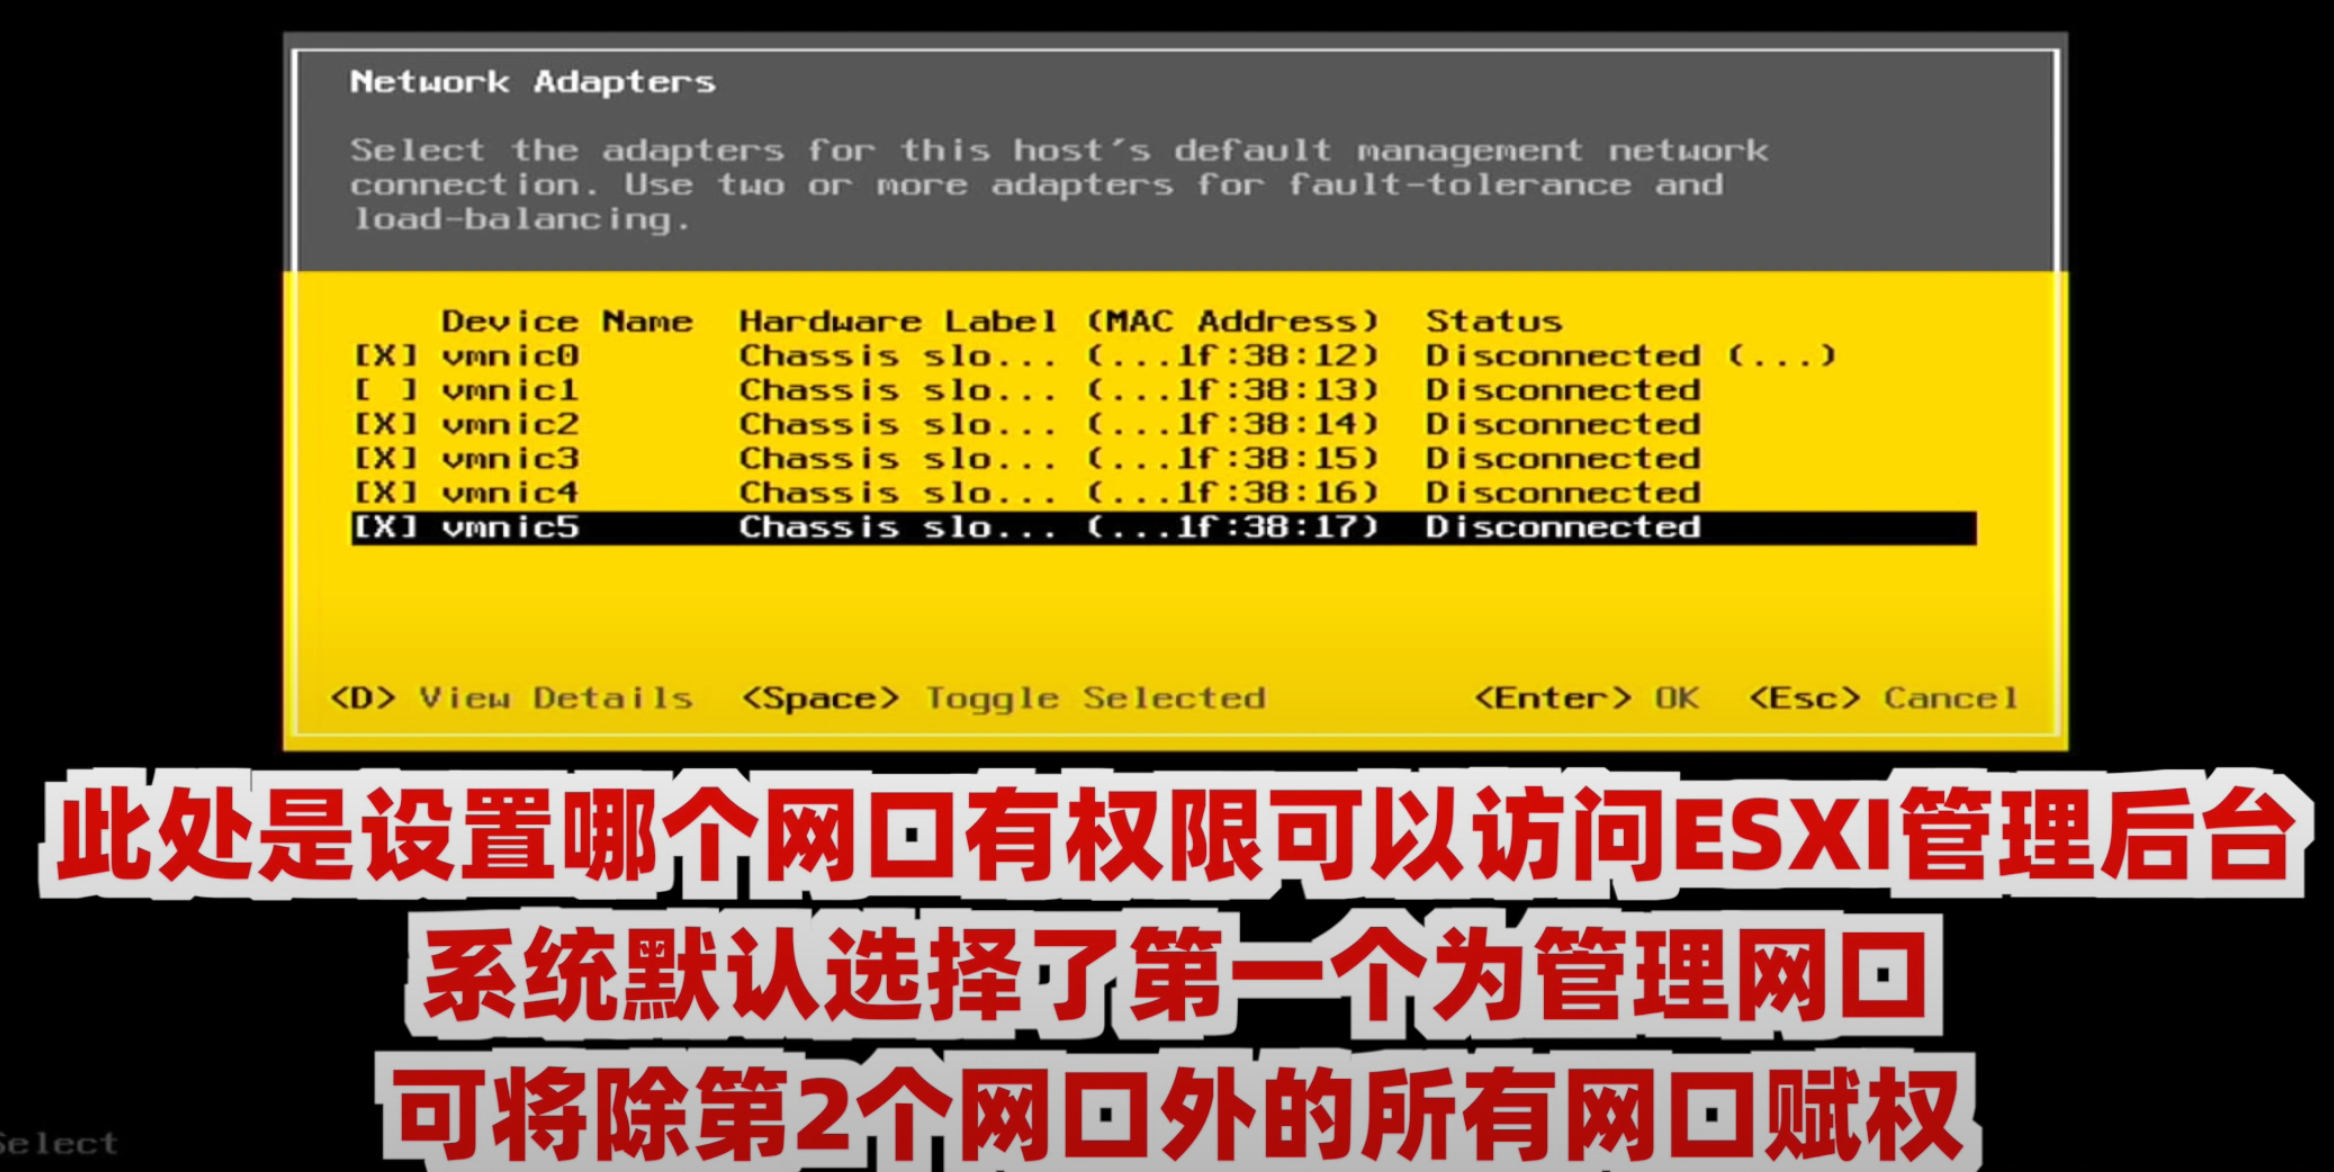 Network Adapters
Select the adapters for this host's default management network
connection. Use two or more adapters for fault-tolerance and
load-balancing.
Device Name Hardware Label (MAC Address) Status
[X] vmnic0 Chassis slo... (...1f:38:12) Disconnected (...)
[ ] vmnic1 Chassis slo... (...1f:38:13) Disconnected
[X] vmnic2 Chassis slo... (...1f:38:14) Disconnected
[X] vmnic3 Chassis slo... (...1f:38:15) Disconnected
[X] vmnic4 Chassis slo... (...1f:38:16) Disconnected
[X] vmnic5 Chassis slo... (...1f:38:17) Disconnected
<D> View Details <Space> Toggle Selected <Enter> OK <Esc> Cancel
此处是设置哪个网口有权限可以访问ESXI管理后台
系统默认选择了第一个为管理网口
可将除第2个网口外的所有网口赋权
Select